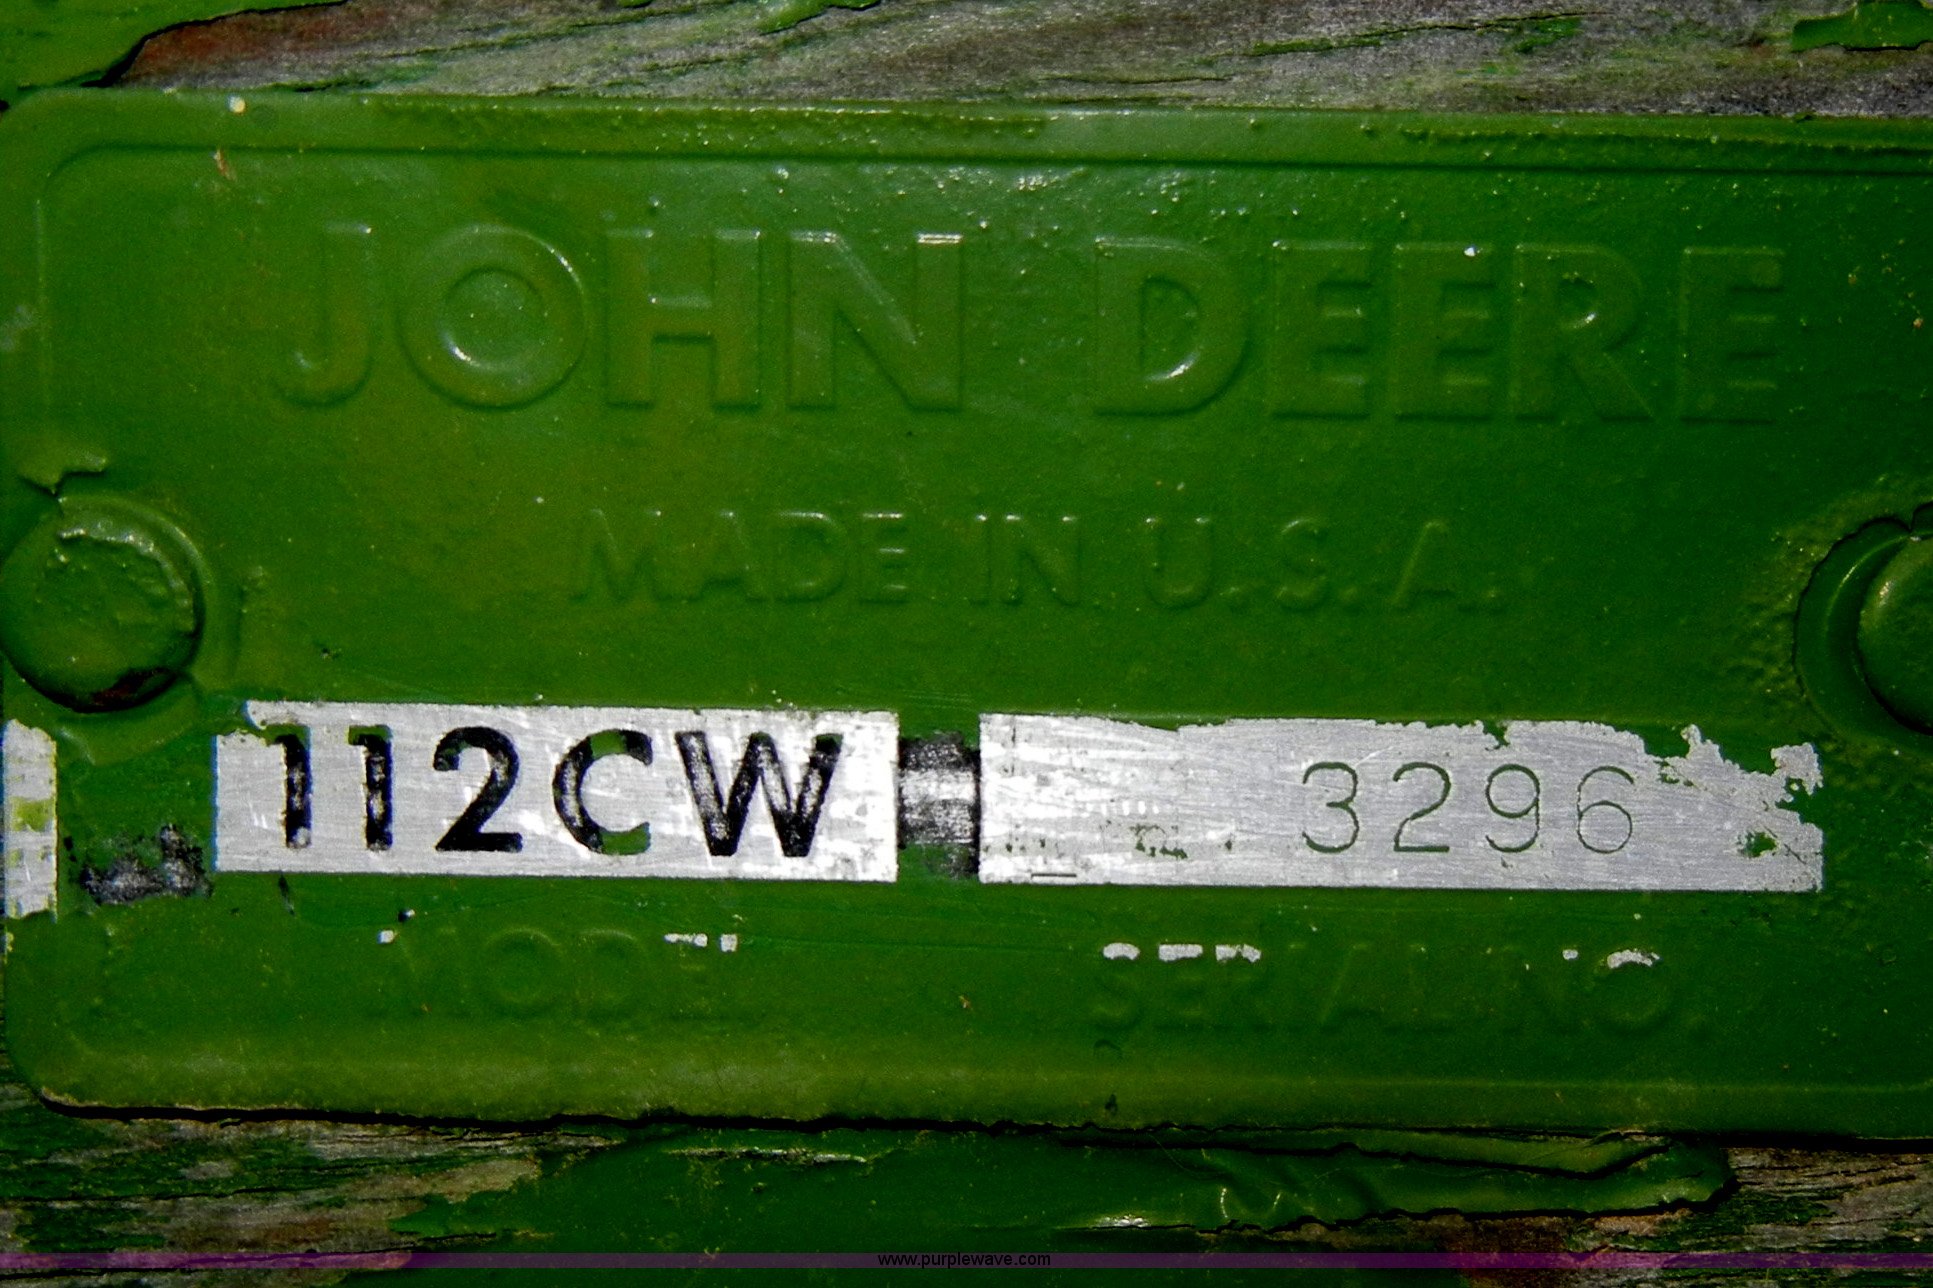 JOHN DEERE
MADE IN U.S.A.
112CW 3296
MODEL SERIAL NO.
www.purplewave.com